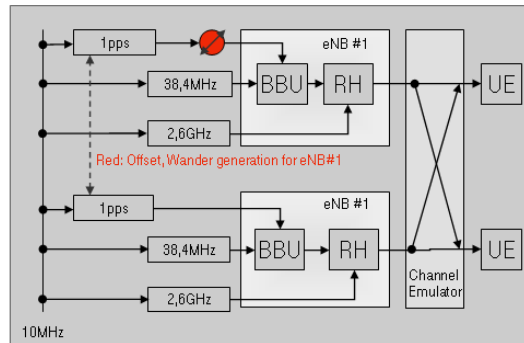 1pps
eNB #1
38,4MHz
BBU
RH
UE
2,6GHz
Red: Offset, Wander generation for eNB#1
1pps
eNB #1
38,4MHz
BBU
RH
UE
2,6GHz
Channel
Emulator
10MHz